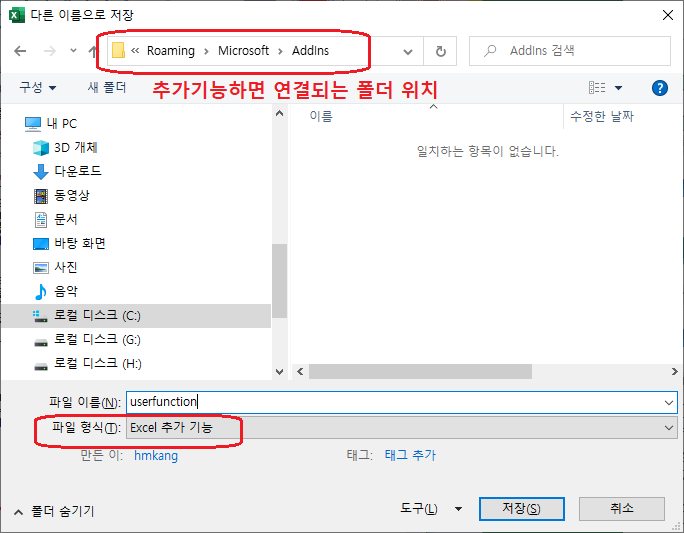 다른 이름으로 저장
« Roaming > Microsoft > AddIns
AddIns 검색
구성
새 폴더
추가기능하면 연결되는 폴더 위치
내 PC
3D 개체
다운로드
동영상
문서
바탕 화면
사진
음악
로컬 디스크 (C:)
로컬 디스크 (G:)
로컬 디스크 (H:)
이름
수정한 날짜
일치하는 항목이 없습니다.
파일 이름(N): userfunction
파일 형식(T): Excel 추가 기능
만든 이: hmkang
태그: 태그 추가
폴더 숨기기
도구(L)
저장(S)
취소